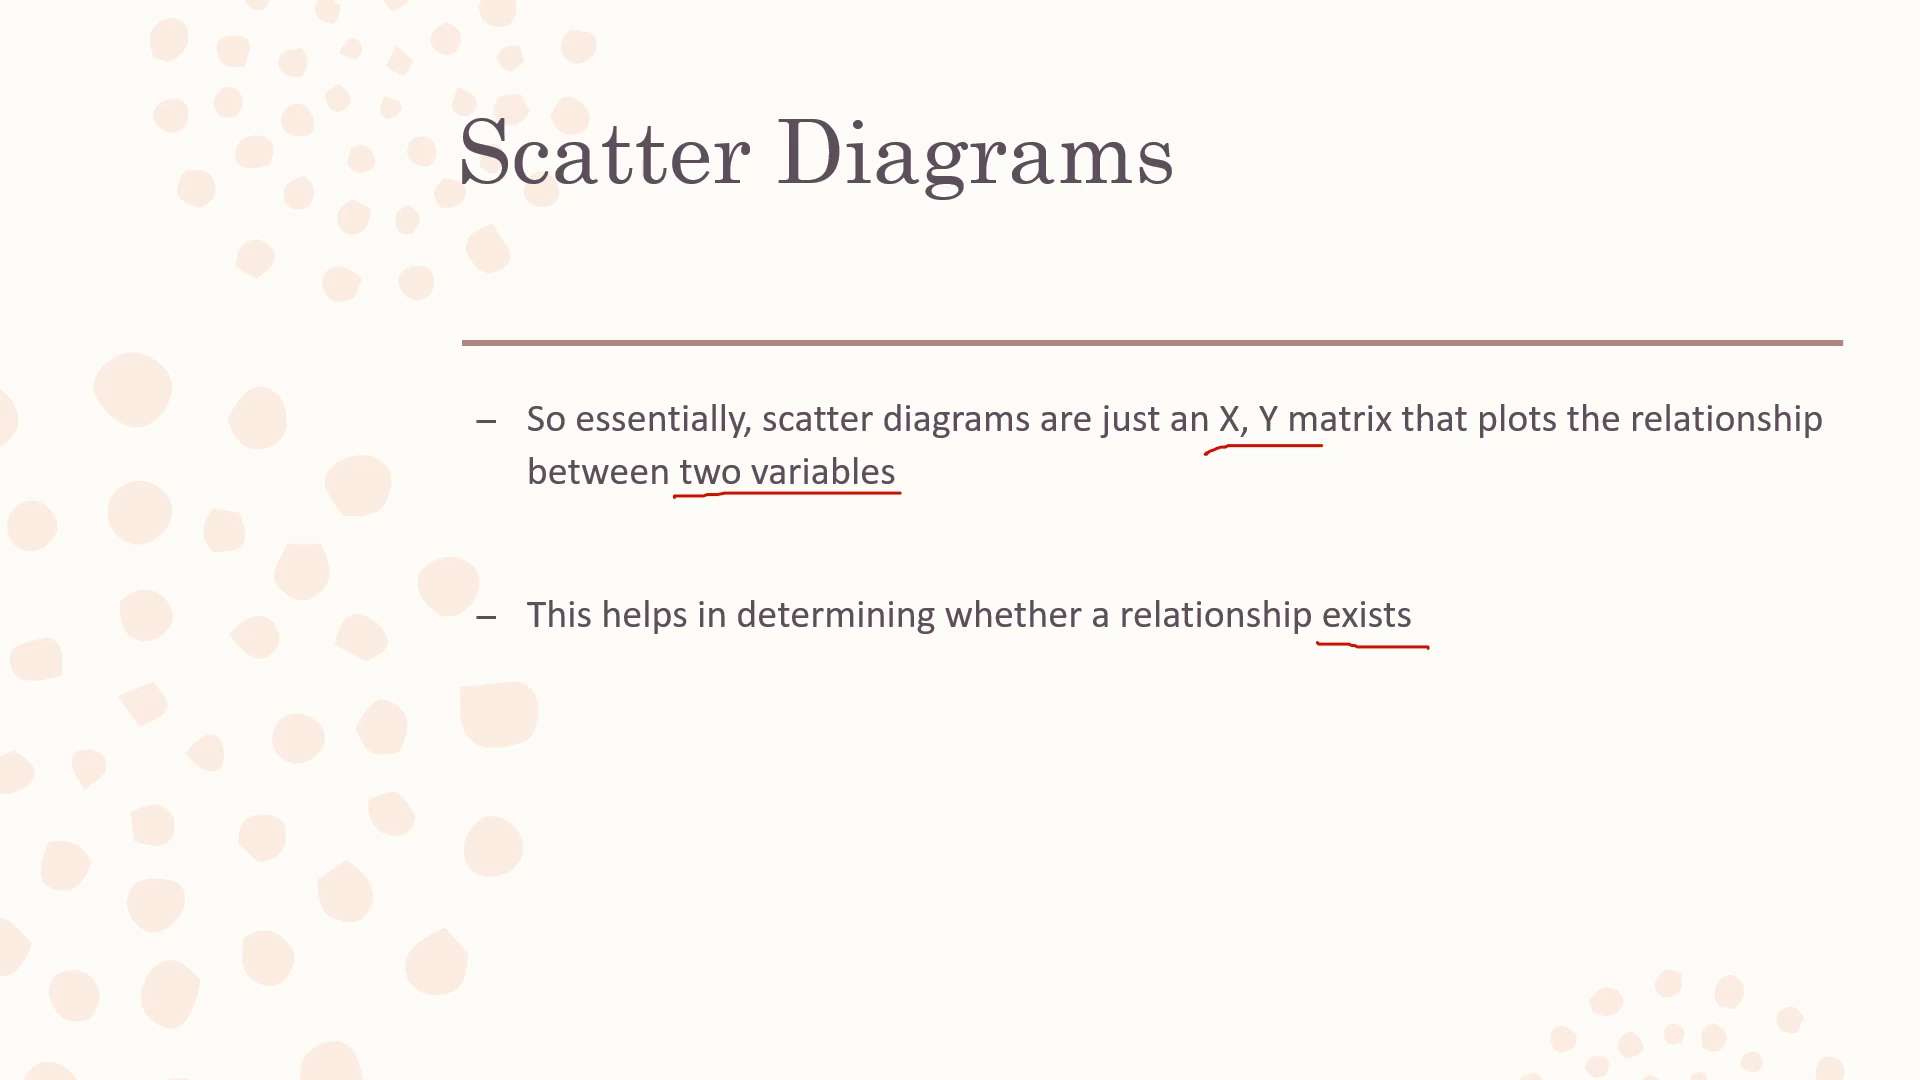 Scatter Diagrams
– So essentially, scatter diagrams are just an X, Y matrix that plots the relationship
between two variables
– This helps in determining whether a relationship exists